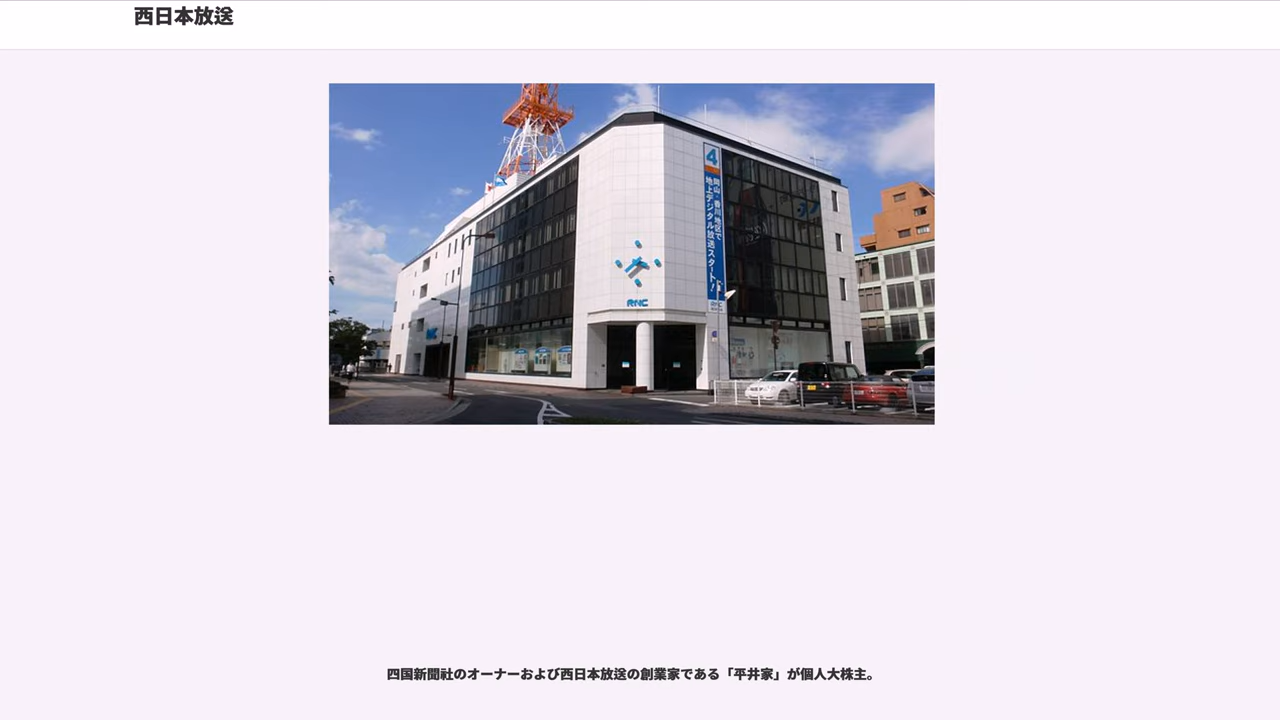 西日本放送
4
岡山・香川地区で
地上デジタル放送スタート!
RNC
四国新聞社のオーナーおよび西日本放送の創業家である「平井家」が個人大株主。